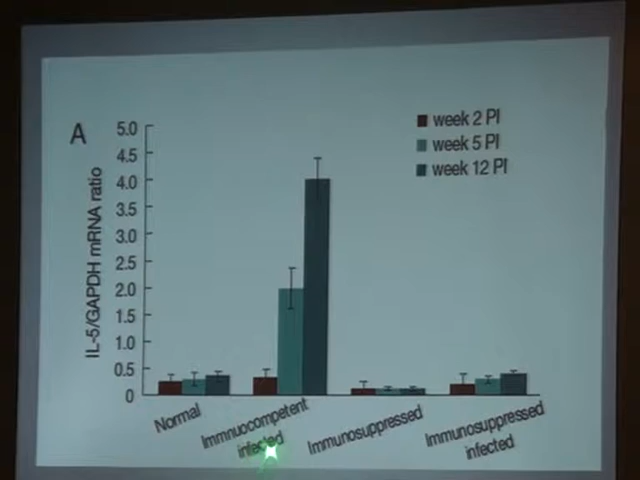 A
IL-5/GAPDH mRNA ratio
5.0
4.5
4.0
3.5
3.0
2.5
2.0
1.5
1.0
0.5
0
week 2 PI
week 5 PI
week 12 PI
Normal
Immnuocompetent
infected
Immunosuppressed
Immunosuppressed
infected